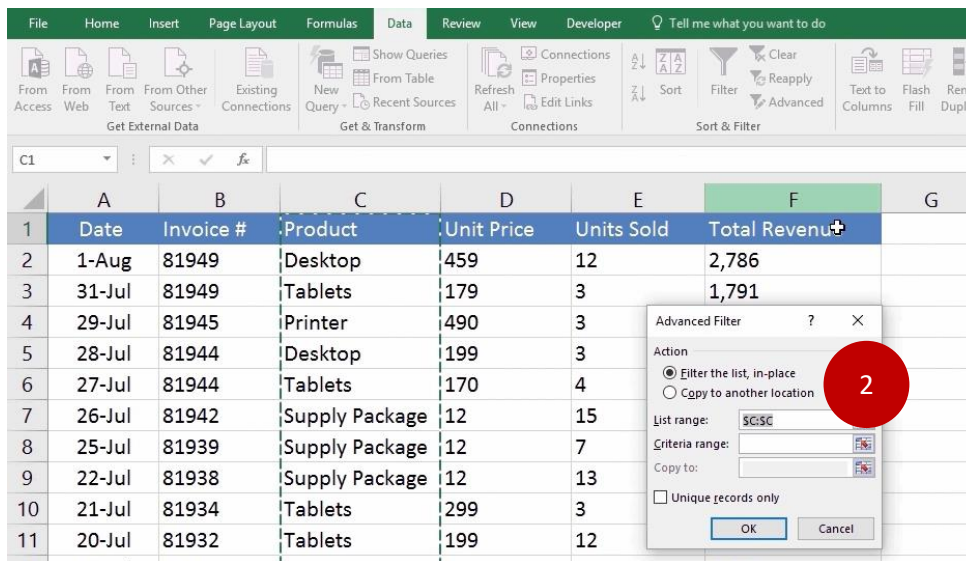 File Home Insert Page Layout Formulas Data Review View Developer Tell me what you want to do
From Access
From Web
From Text
From Other Sources
Existing Connections
Get External Data
New Query
Show Queries
From Table
Recent Sources
Get & Transform
Refresh All
Connections
Properties
Edit Links
Connections
Sort
Filter
Clear
Reapply
Advanced
Sort & Filter
Text to Columns
Flash Fill
C1 fx
A B C D E F G
1 Date Invoice # Product Unit Price Units Sold Total Revenu
2 1-Aug 81949 Desktop 459 12 2,786
3 31-Jul 81949 Tablets 179 3 1,791
4 29-Jul 81945 Printer 490 3
5 28-Jul 81944 Desktop 199 3
6 27-Jul 81944 Tablets 170 4
7 26-Jul 81942 Supply Package 12 15
8 25-Jul 81939 Supply Package 12 7
9 22-Jul 81938 Supply Package 12 13
10 21-Jul 81934 Tablets 299 3
11 20-Jul 81932 Tablets 199 12
Advanced Filter ? ×
Action
Filter the list, in-place
Copy to another location
2
List range: $C:$C
Criteria range:
Copy to:
Unique records only
OK Cancel